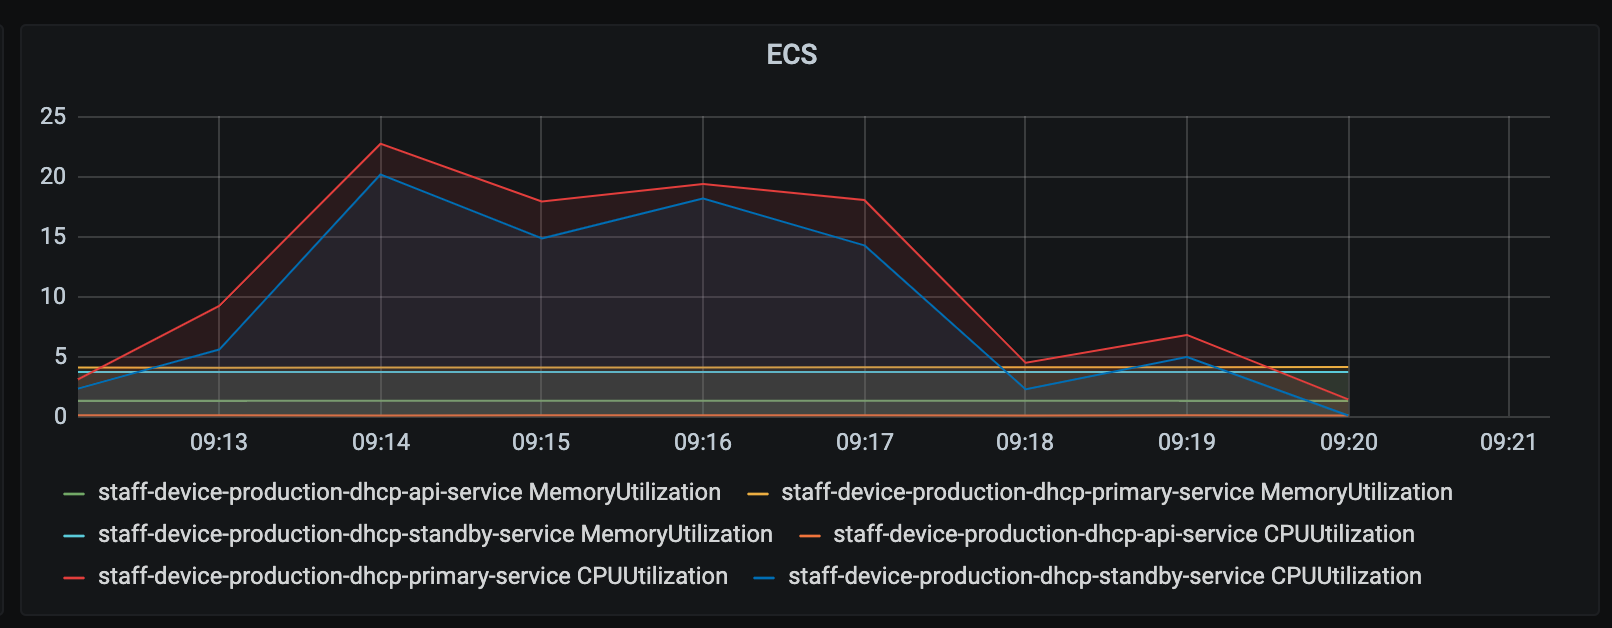 ECS
25
20
15
10
5
0
09:13 09:14 09:15 09:16 09:17 09:18 09:19 09:20 09:21
staff-device-production-dhcp-api-service MemoryUtilization staff-device-production-dhcp-primary-service MemoryUtilization
staff-device-production-dhcp-standby-service MemoryUtilization staff-device-production-dhcp-api-service CPUUtilization
staff-device-production-dhcp-primary-service CPUUtilization staff-device-production-dhcp-standby-service CPUUtilization